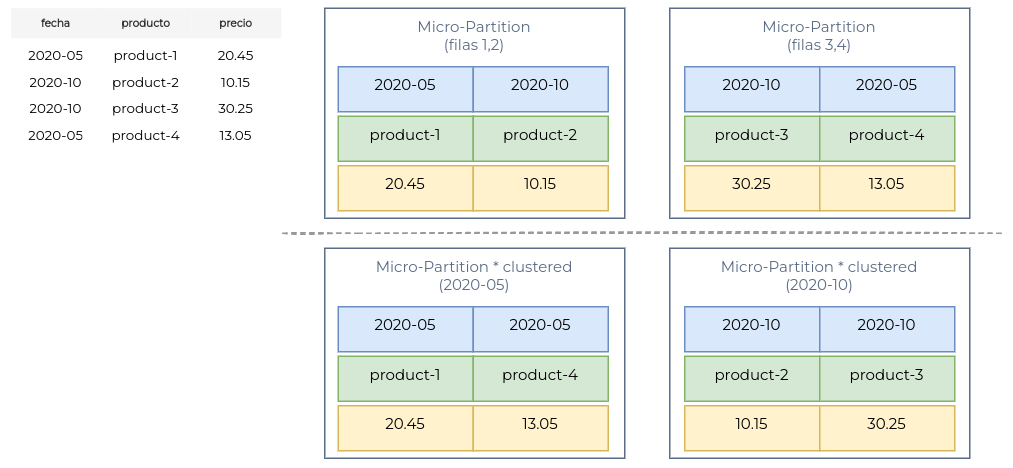 fecha producto precio
2020-05 product-1 20.45
2020-10 product-2 10.15
2020-10 product-3 30.25
2020-05 product-4 13.05
Micro-Partition
(filas 1,2)
2020-05 2020-10
product-1 product-2
20.45 10.15
Micro-Partition
(filas 3,4)
2020-10 2020-05
product-3 product-4
30.25 13.05
Micro-Partition * clustered
(2020-05)
2020-05 2020-05
product-1 product-4
20.45 13.05
Micro-Partition * clustered
(2020-10)
2020-10 2020-10
product-2 product-3
10.15 30.25